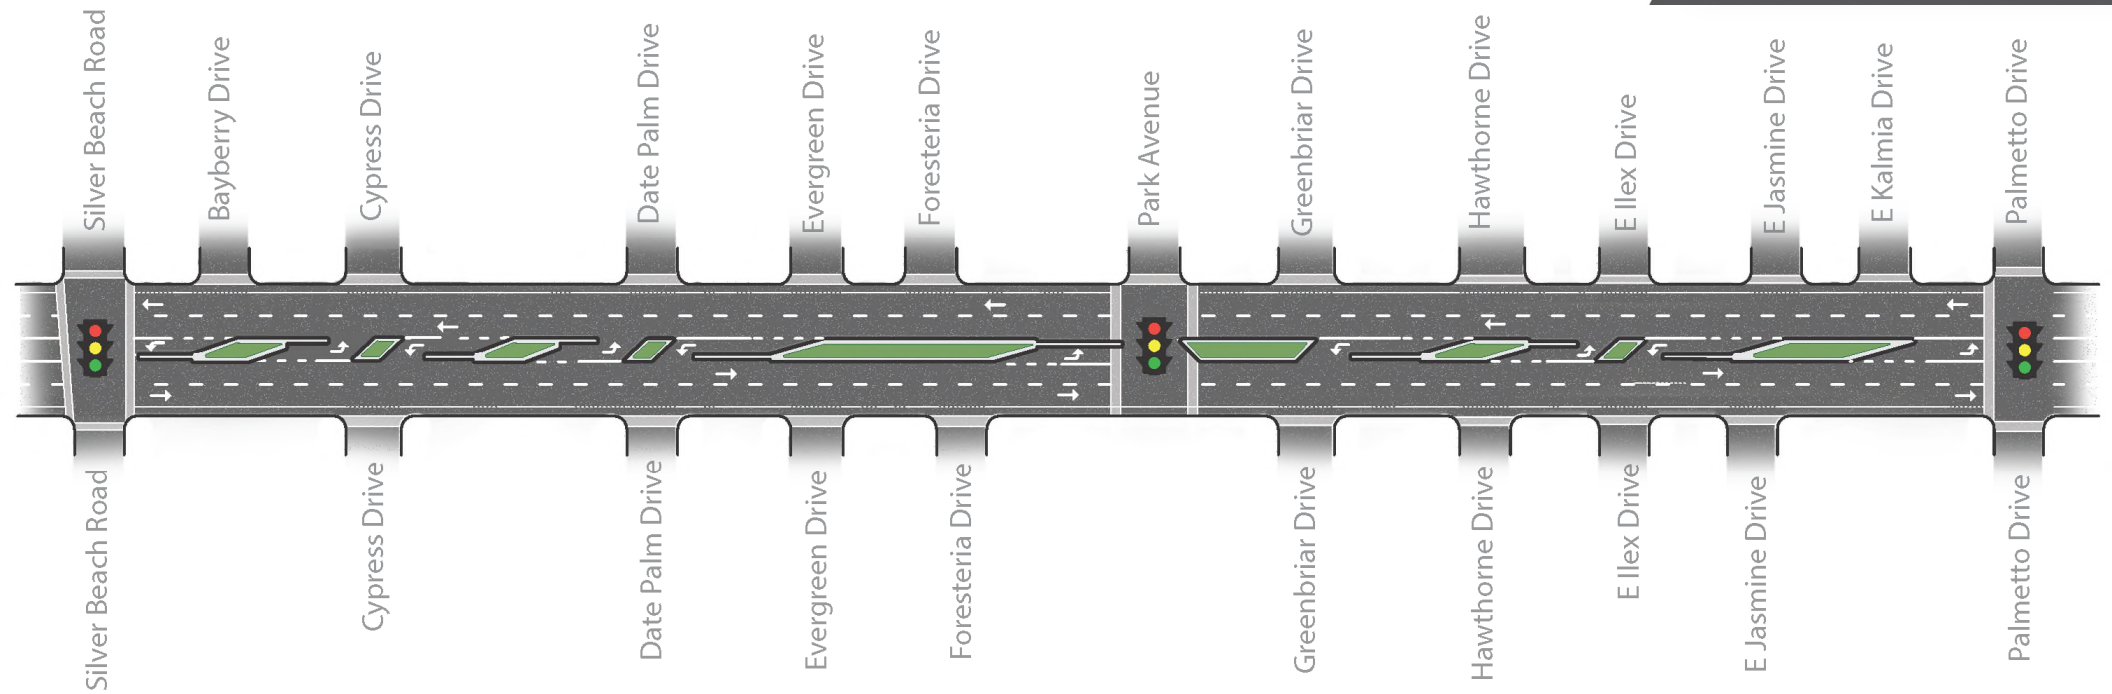 Silver Beach Road
Bayberry Drive
Cypress Drive
Date Palm Drive
Evergreen Drive
Foresteria Drive
Park Avenue
Greenbriar Drive
Hawthorne Drive
E Ilex Drive
E Jasmine Drive
E Kalmia Drive
Palmetto Drive
Silver Beach Road
Cypress Drive
Date Palm Drive
Evergreen Drive
Foresteria Drive
Greenbriar Drive
Hawthorne Drive
E Ilex Drive
E Jasmine Drive
Palmetto Drive